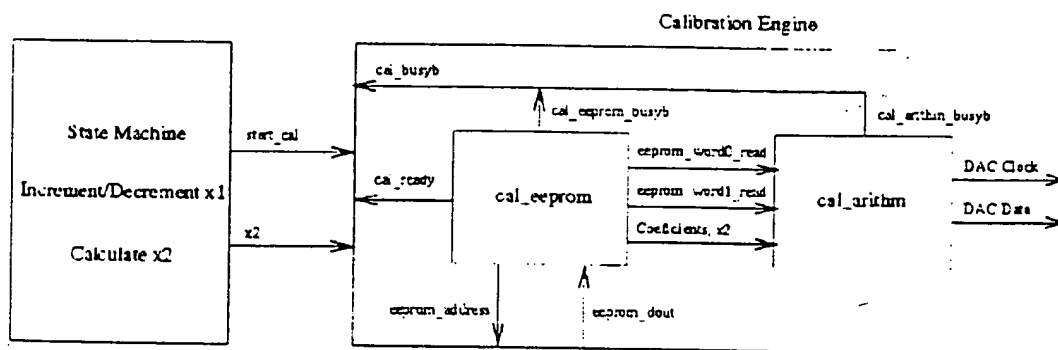 Calibration Engine
cal_busyb
State Machine
start_cal
cal_eeprom_busyb
cal_arithm_busyb
eeprom_word0_read
DAC Clock
Increment/Decrement x1
cal_ready
cal_eeprom
eeprom_word1_read
cal_arithm
DAC Data
Calculate x2
x2
Coefficients, x2
eeprom_address
eeprom_dout